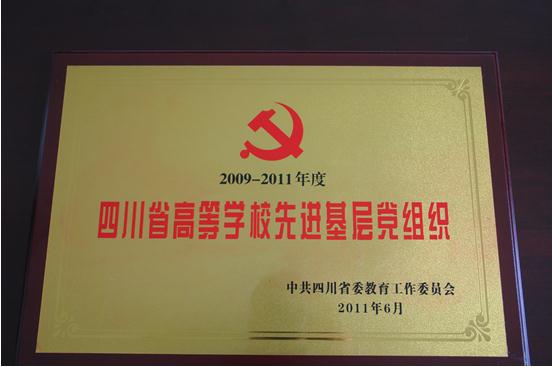 2009-2011年度
四川省高等学校先进基层党组织
中共四川省委教育工作委员会
2011年6月